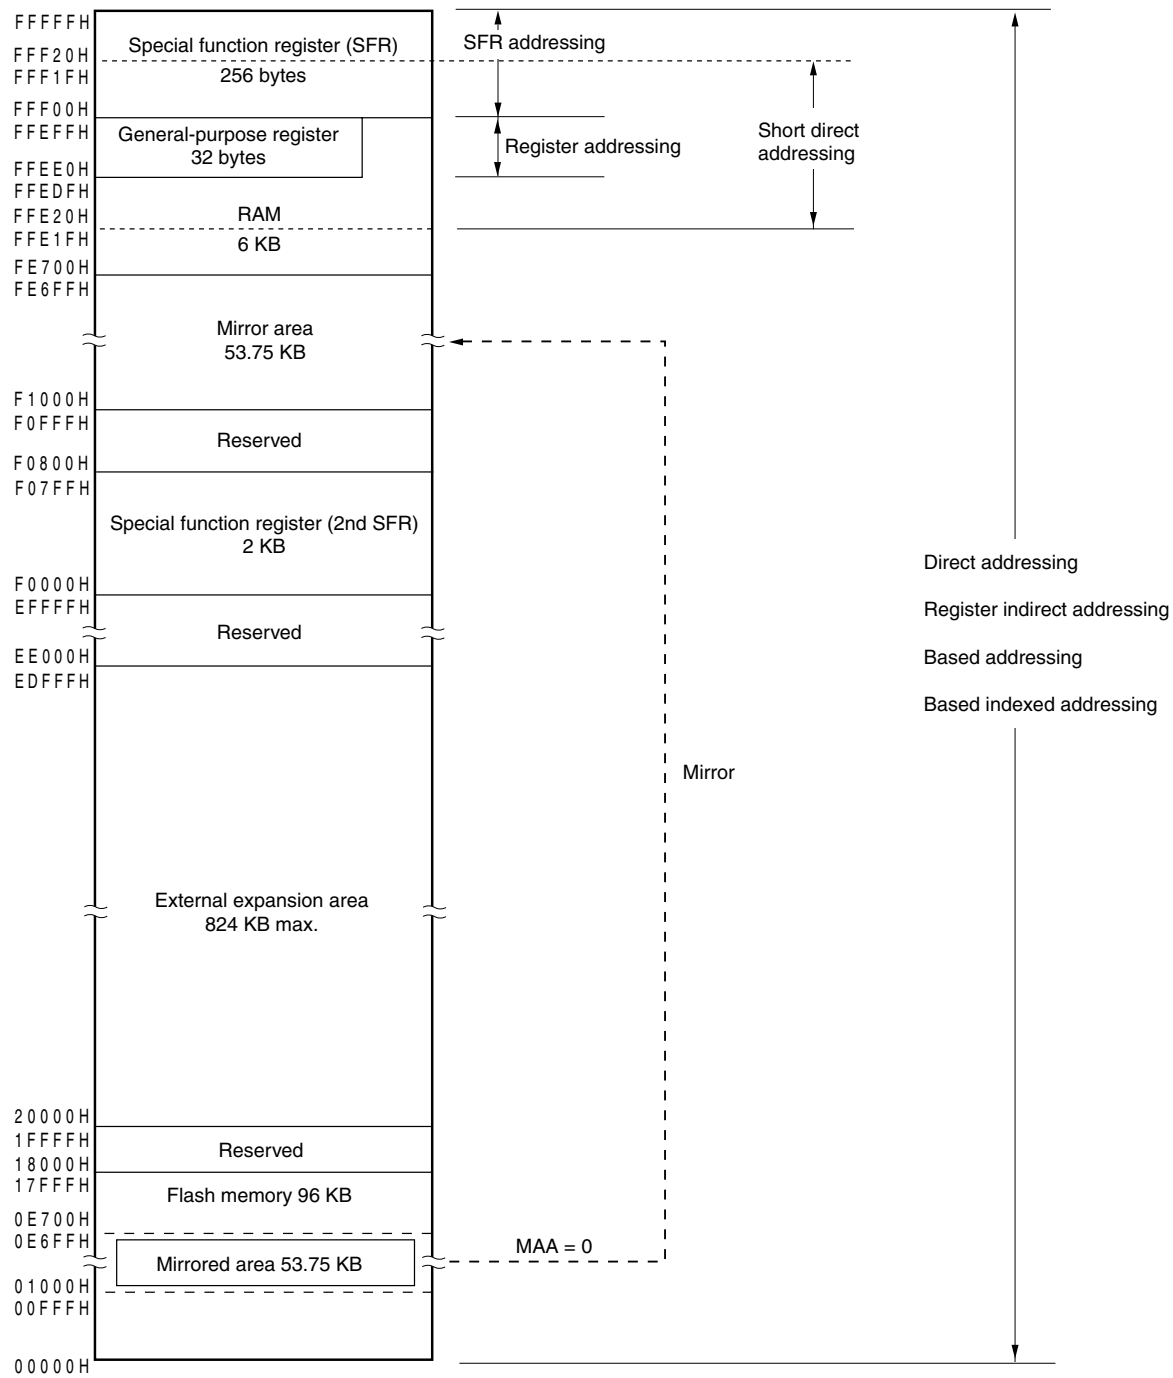 FFFFFH
SFR addressing
Special function register (SFR)
FFF20H
FFF1FH
256 bytes
FFF00H
FFEFFH
General-purpose register
32 bytes
Register addressing
Short direct
addressing
FFEE0H
FFEDFH
FFE20H
RAM
FFE1FH
6 KB
FE700H
FE6FFH
Mirror area
53.75 KB
F1000H
F0FFFH
Reserved
F0800H
F07FFH
Special function register (2nd SFR)
2 KB
Direct addressing
F0000H
EFFFFH
Register indirect addressing
Reserved
EE000H
Based addressing
EDFFFH
Based indexed addressing
Mirror
External expansion area
824 KB max.
20000H
1FFFFH
Reserved
18000H
17FFFH
Flash memory 96 KB
0E700H
0E6FFH
MAA = 0
Mirrored area 53.75 KB
01000H
00FFFH
00000H